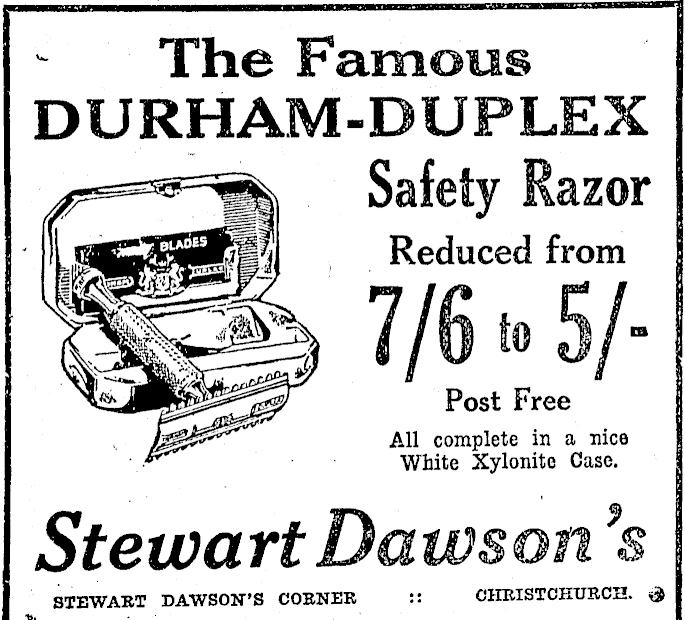 The Famous
DURHAM-DUPLEX
Safety Razor
Reduced from
7/6 to 5/-
Post Free
All complete in a nice
White Xylonite Case.
BLADES
Stewart Dawson's
STEWART DAWSON'S CORNER :: CHRISTCHURCH.